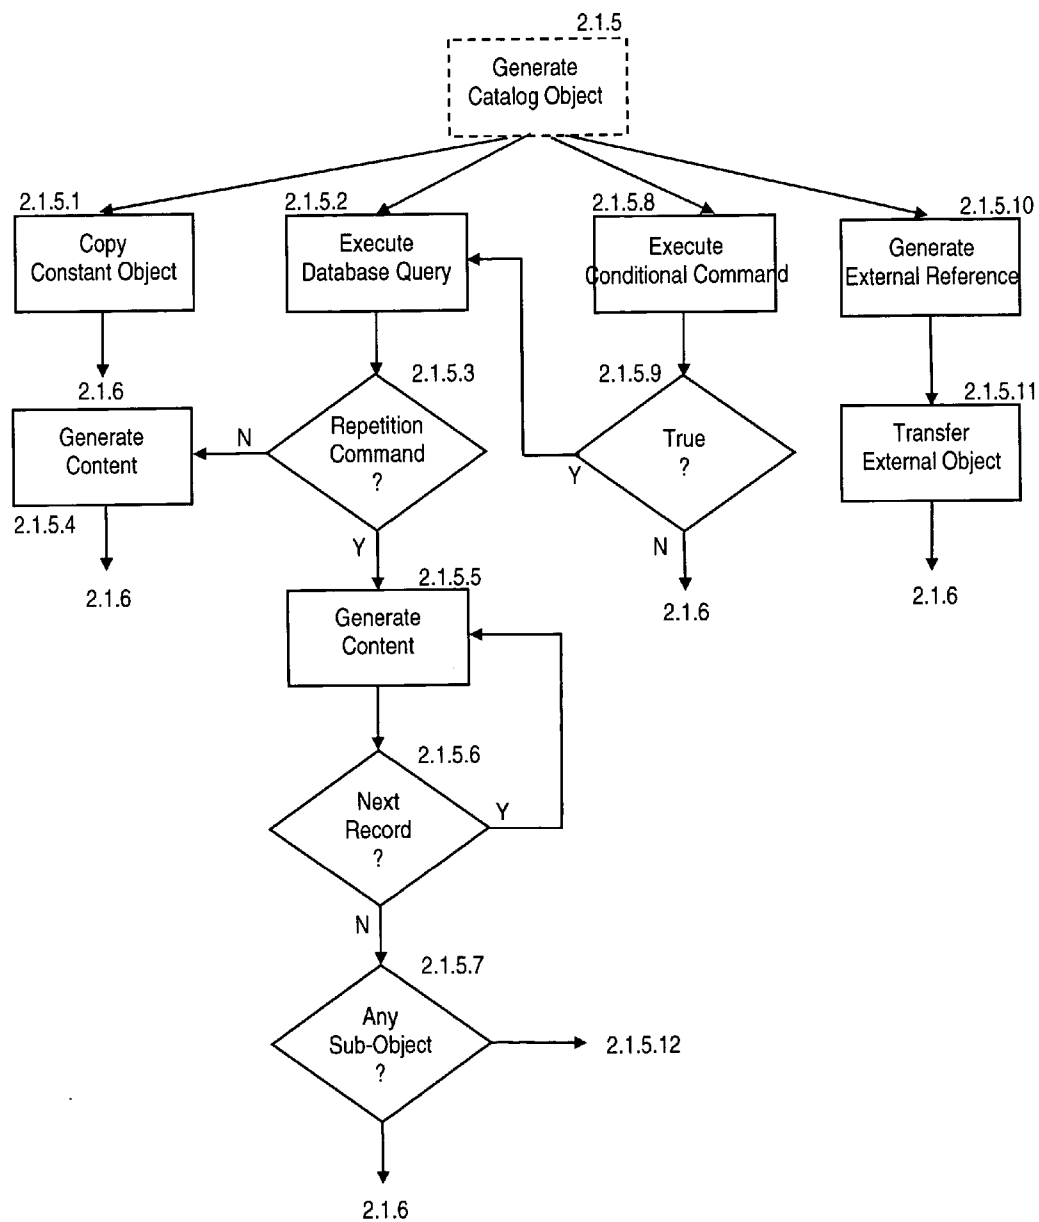 2.1.5
Generate
Catalog Object
2.1.5.1
Copy
Constant Object
2.1.5.2
Execute
Database Query
2.1.5.8
Execute
Conditional Command
2.1.5.10
Generate
External Reference
2.1.6
Generate
Content
2.1.5.4
2.1.6
N
2.1.5.3
Repetition
Command
?
Y
2.1.5.9
True
?
Y
N
2.1.6
2.1.5.11
Transfer
External Object
2.1.6
2.1.5.5
Generate
Content
2.1.5.6
Next
Record
?
Y
N
2.1.5.7
Any
Sub-Object
?
2.1.5.12
2.1.6